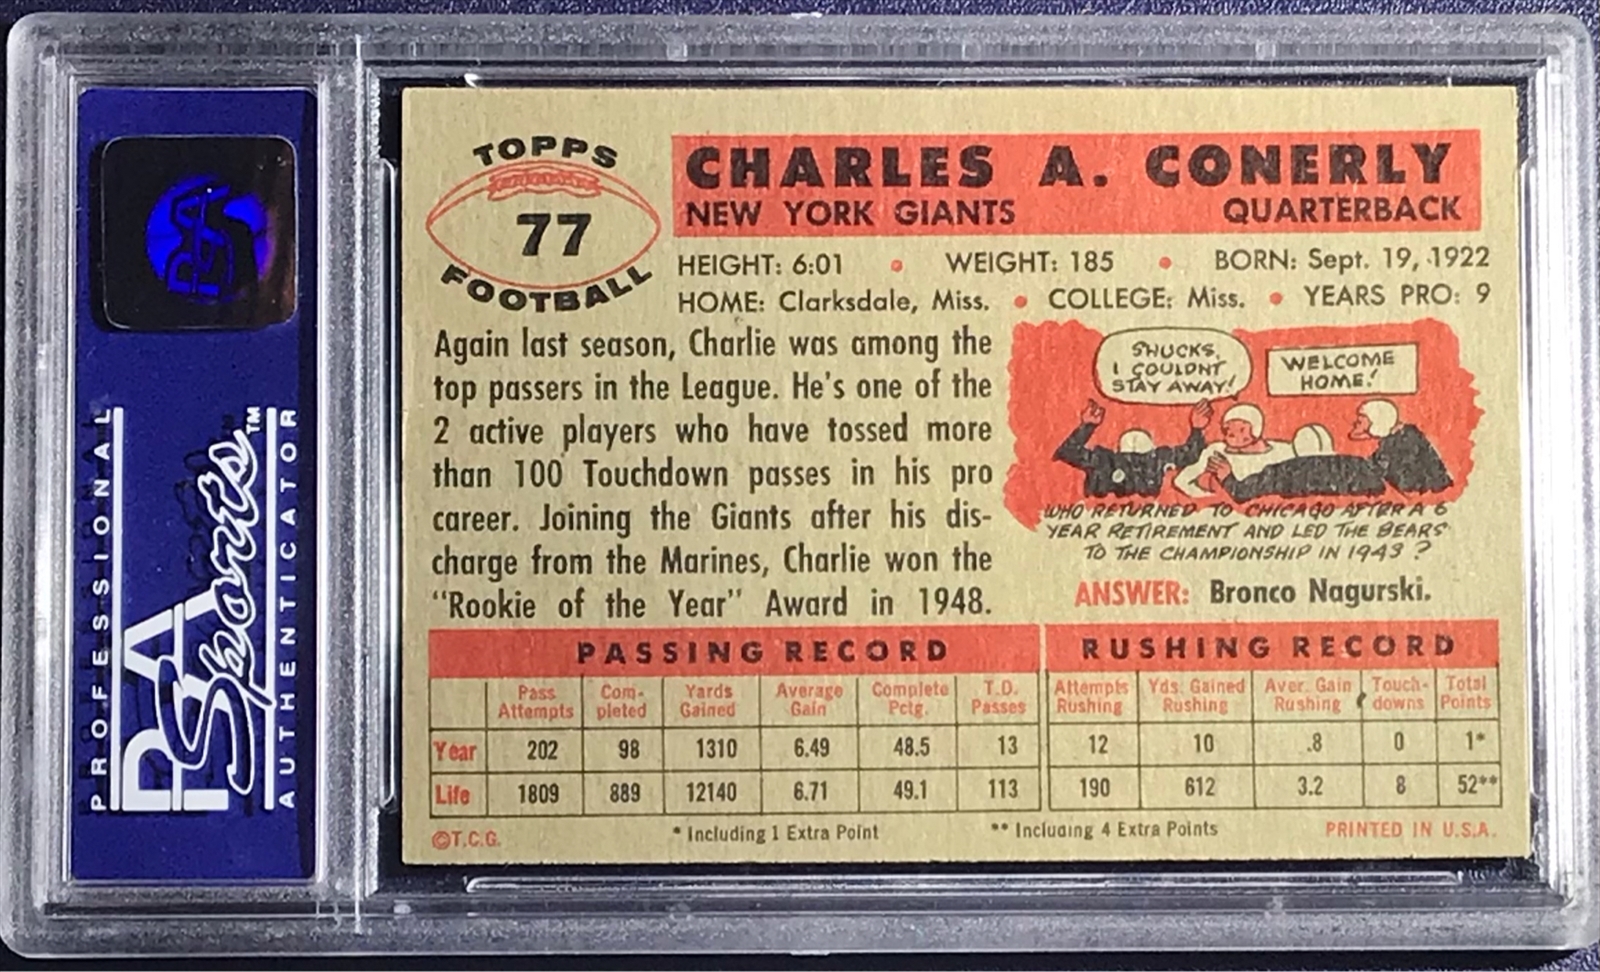 PROFESSIONAL
PSA Sports™
AUTHENTICATOR
PSA
TOPPS
77
FOOTBALL
CHARLES A. CONERLY
NEW YORK GIANTS QUARTERBACK
HEIGHT: 6:01 • WEIGHT: 185 • BORN: Sept. 19, 1922
HOME: Clarksdale, Miss. • COLLEGE: Miss. • YEARS PRO: 9
Again last season, Charlie was among the
top passers in the League. He's one of the
2 active players who have tossed more
than 100 Touchdown passes in his pro
career. Joining the Giants after his dis-
charge from the Marines, Charlie won the
"Rookie of the Year" Award in 1948.
SHUCKS,
I COULDNT
STAY AWAY!
WELCOME
HOME!
WHO RETURNED TO CHICAGO AFTER A 6
YEAR RETIREMENT AND LED THE BEARS
TO THE CHAMPIONSHIP IN 1943?
ANSWER: Bronco Nagurski.
PASSING RECORD
Pass Attempts Com-pleted Yards Gained Average Gain Complete Pctg. T.D. Passes
Year 202 98 1310 6.49 48.5 13
Life 1809 889 12140 6.71 49.1 113
RUSHING RECORD
Attempts Rushing Yds. Gained Rushing Aver. Gain Rushing Touch-downs Total Points
12 10 .8 0 1*
190 612 3.2 8 52**
©T.C.G. * Including 1 Extra Point ** Including 4 Extra Points PRINTED IN U.S.A.